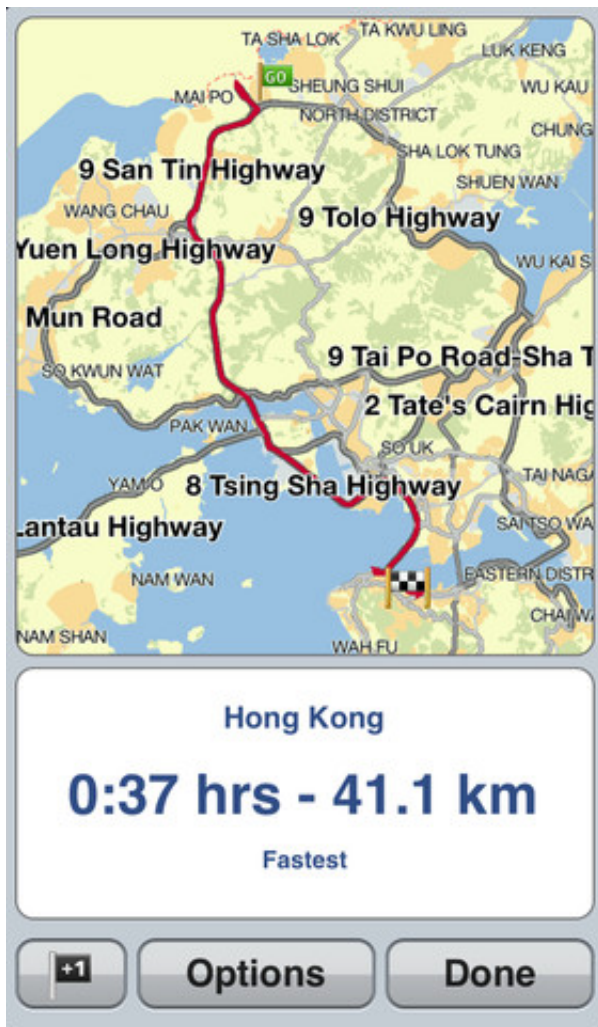 TA SHA LOK
TA KWU LING
LUK KENG
GO
SHEUNG SHUI
WU KAU
MAI PO
NORTH DISTRICT
CHUNG
SHA LOK TUNG
9 San Tin Highway
SHUEN WAN
WANG CHAU
9 Tolo Highway
Yuen Long Highway
WU KAI S
Mun Road
9 Tai Po Road-Sha T
SO KWUN WAT
2 Tate's Cairn Hig
PAK WAN
SO UK
YAM O
8 Tsing Sha Highway
TAI NAGA
Lantau Highway
SAI TSO WA
NAM WAN
EASTERN DISTR
CHAI WA
NAM SHAN
WAH FU
Hong Kong
0:37 hrs - 41.1 km
Fastest
+1
Options
Done